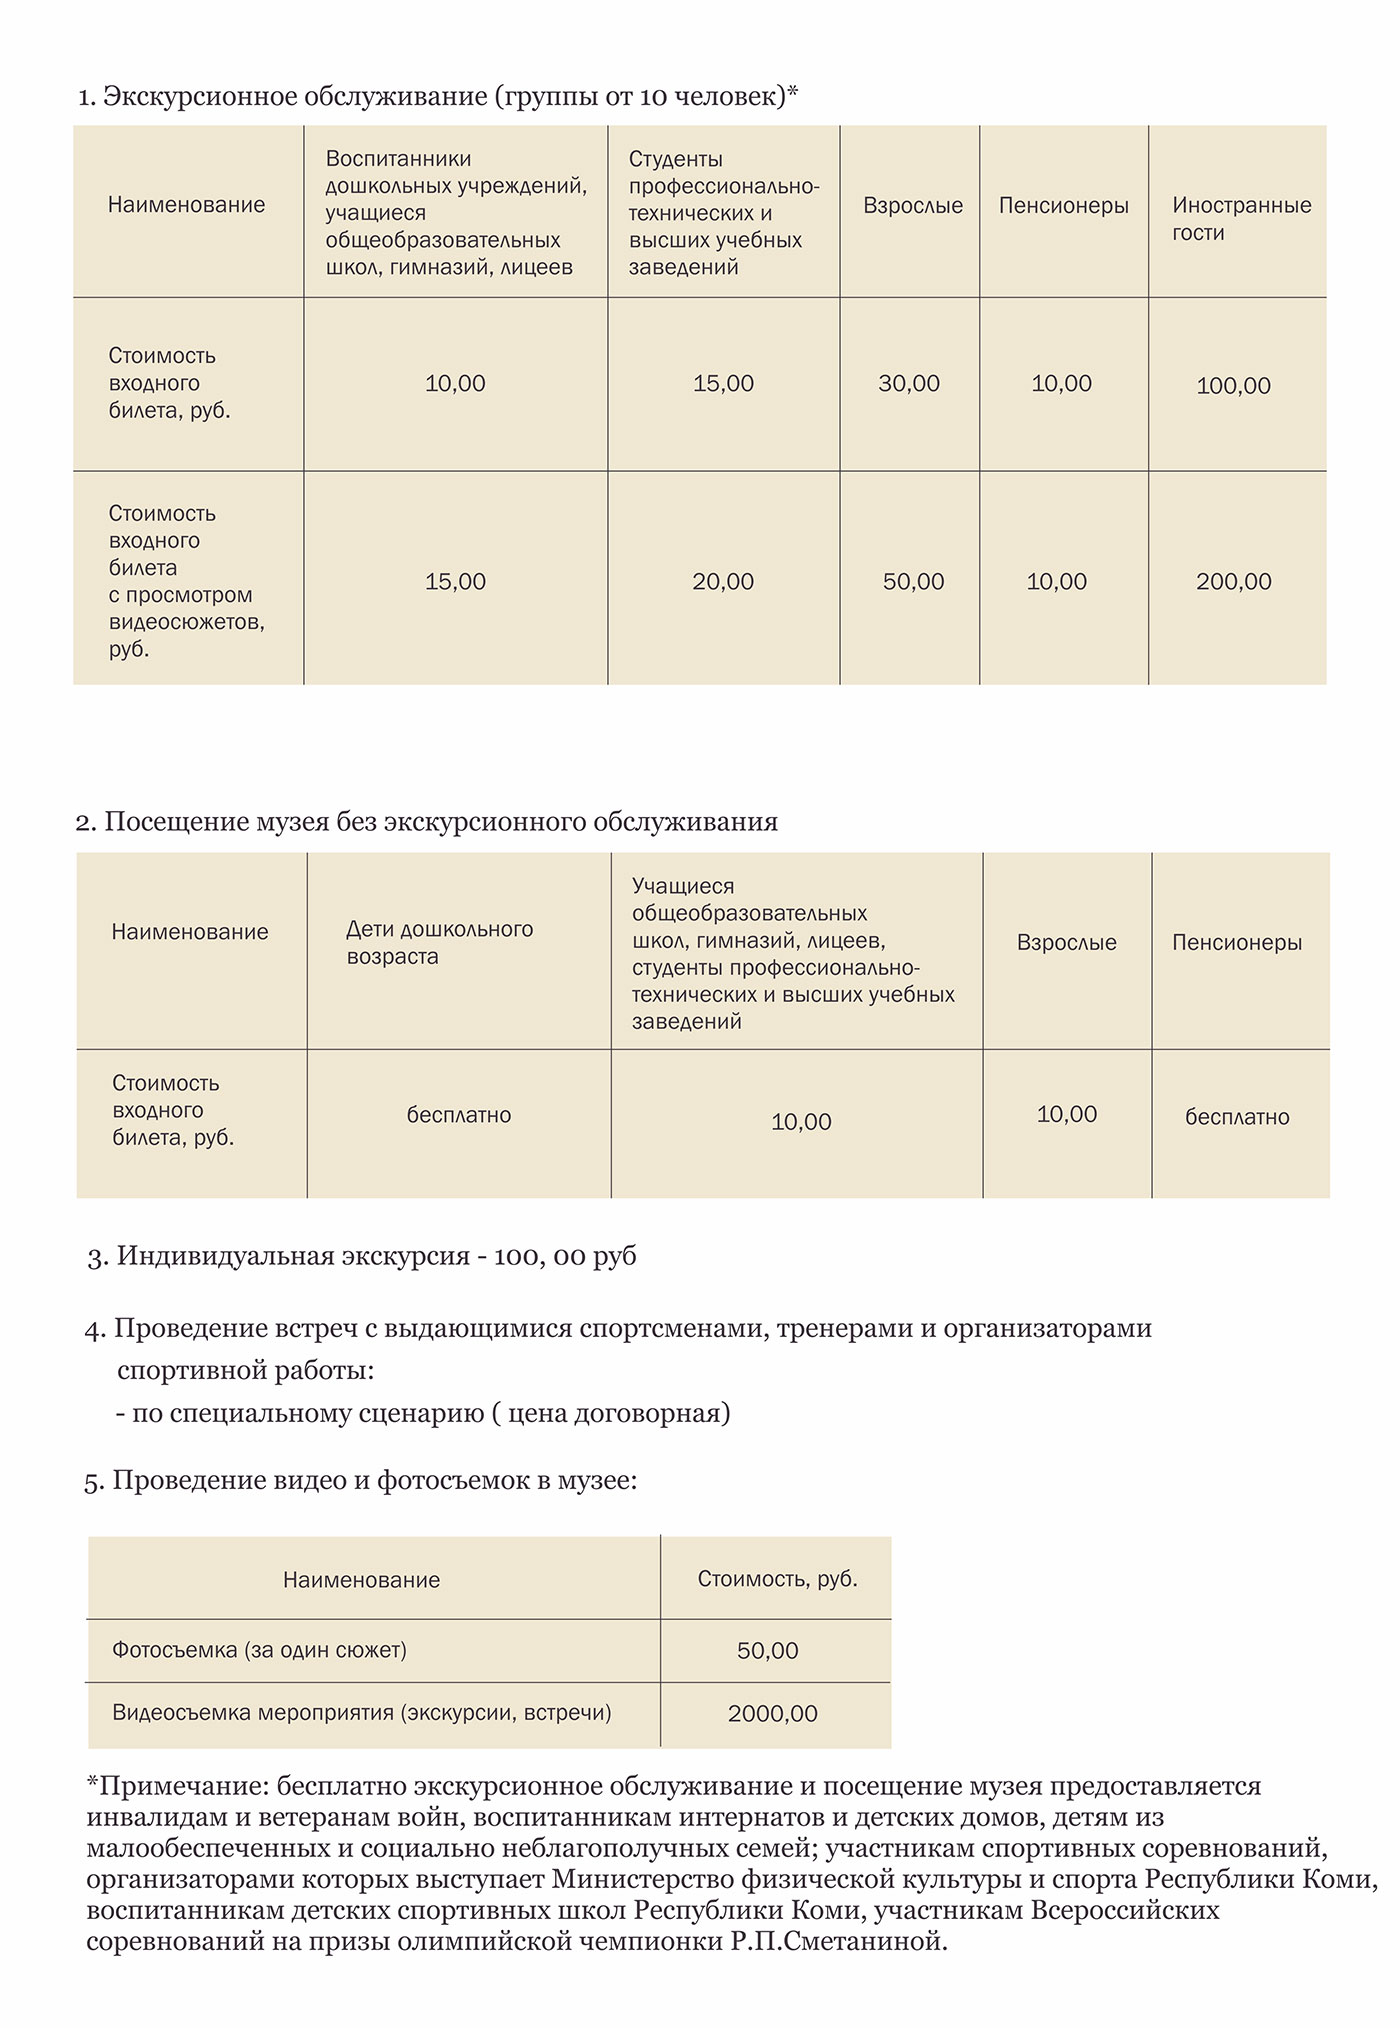 1. Экскурсионное обслуживание (группы от 10 человек)*
Наименование
Воспитанники
дошкольных учреждений,
учащиеся
общеобразовательных
школ, гимназий, лицеев
Студенты
профессионально-
технических и
высших учебных
заведений
Взрослые
Пенсионеры
Иностранные
гости
Стоимость
входного
билета, руб.
10,00
15,00
30,00
10,00
100,00
Стоимость
входного
билета
с просмотром
видеосюжетов,
руб.
15,00
20,00
50,00
10,00
200,00
2. Посещение музея без экскурсионного обслуживания
Наименование
Дети дошкольного
возраста
Учащиеся
общеобразовательных
школ, гимназий, лицеев,
студенты профессионально-
технических и высших учебных
заведений
Взрослые
Пенсионеры
Стоимость
входного
билета, руб.
бесплатно
10,00
10,00
бесплатно
3. Индивидуальная экскурсия - 100, 00 руб
4. Проведение встреч с выдающимися спортсменами, тренерами и организаторами
спортивной работы:
- по специальному сценарию ( цена договорная)
5. Проведение видео и фотосъемок в музее:
Наименование
Стоимость, руб.
Фотосъемка (за один сюжет)
50,00
Видеосъемка мероприятия (экскурсии, встречи)
2000,00
*Примечание: бесплатно экскурсионное обслуживание и посещение музея предоставляется
инвалидам и ветеранам войн, воспитанникам интернатов и детских домов, детям из
малообеспеченных и социально неблагополучных семей; участникам спортивных соревнований,
организаторами которых выступает Министерство физической культуры и спорта Республики Коми,
воспитанникам детских спортивных школ Республики Коми, участникам Всероссийских
соревнований на призы олимпийской чемпионки Р.П.Сметаниной.